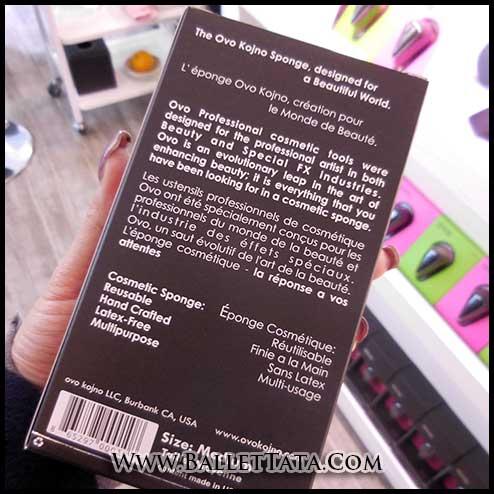 The Ovo Kojno Sponge, designed for
a Beautiful World.
L' éponge Ovo Kojno, création pour
le Monde de Beauté.
Ovo Professional cosmetic tools were
designed for the professional artist in both
Beauty and Special FX Industries.
Ovo is an evolutionary leap in the art of
enhancing beauty; it is everything that you
have been looking for in a cosmetic sponge.
Les ustensils professionels de cosmétique
Ovo ont été spécialement conçus pour les
professionels du monde de la beauté et
l'industrie des éffets spéciaux.
Ovo, un saut évolutif de l'art de la beauté.
L'éponge cosmétique - la réponse a vos
attentes
Cosmetic Sponge:
Reusable
Hand Crafted
Latex-Free
Multipurpose
Éponge Cosmétique:
Réutilisable
Finie a la Main
Sans Latex
Multi-usage
ovo kojno LLC, Burbank CA, USA
www.ovokojno.
Size:
made in
www.BalletTata.com